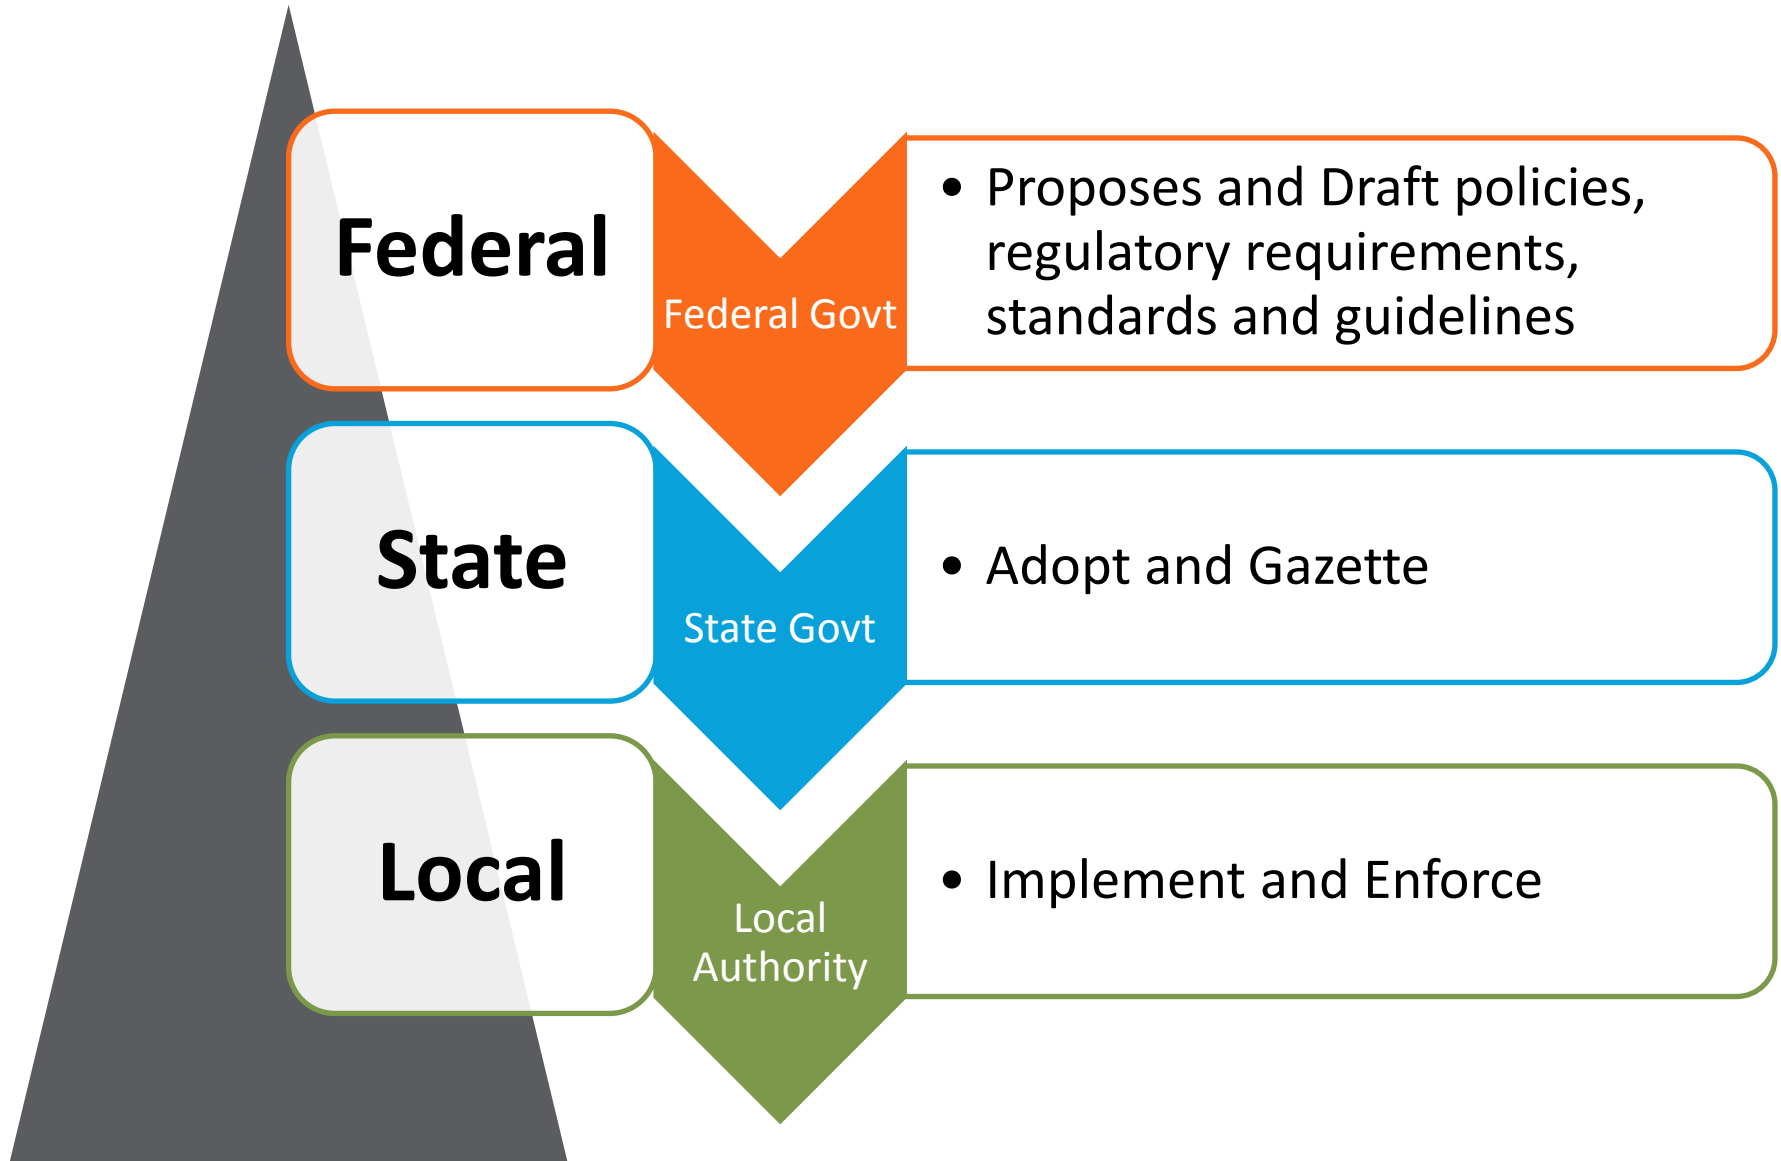 Federal
Federal Govt
• Proposes and Draft policies,
regulatory requirements,
standards and guidelines
State
State Govt
• Adopt and Gazette
Local
Local
Authority
• Implement and Enforce